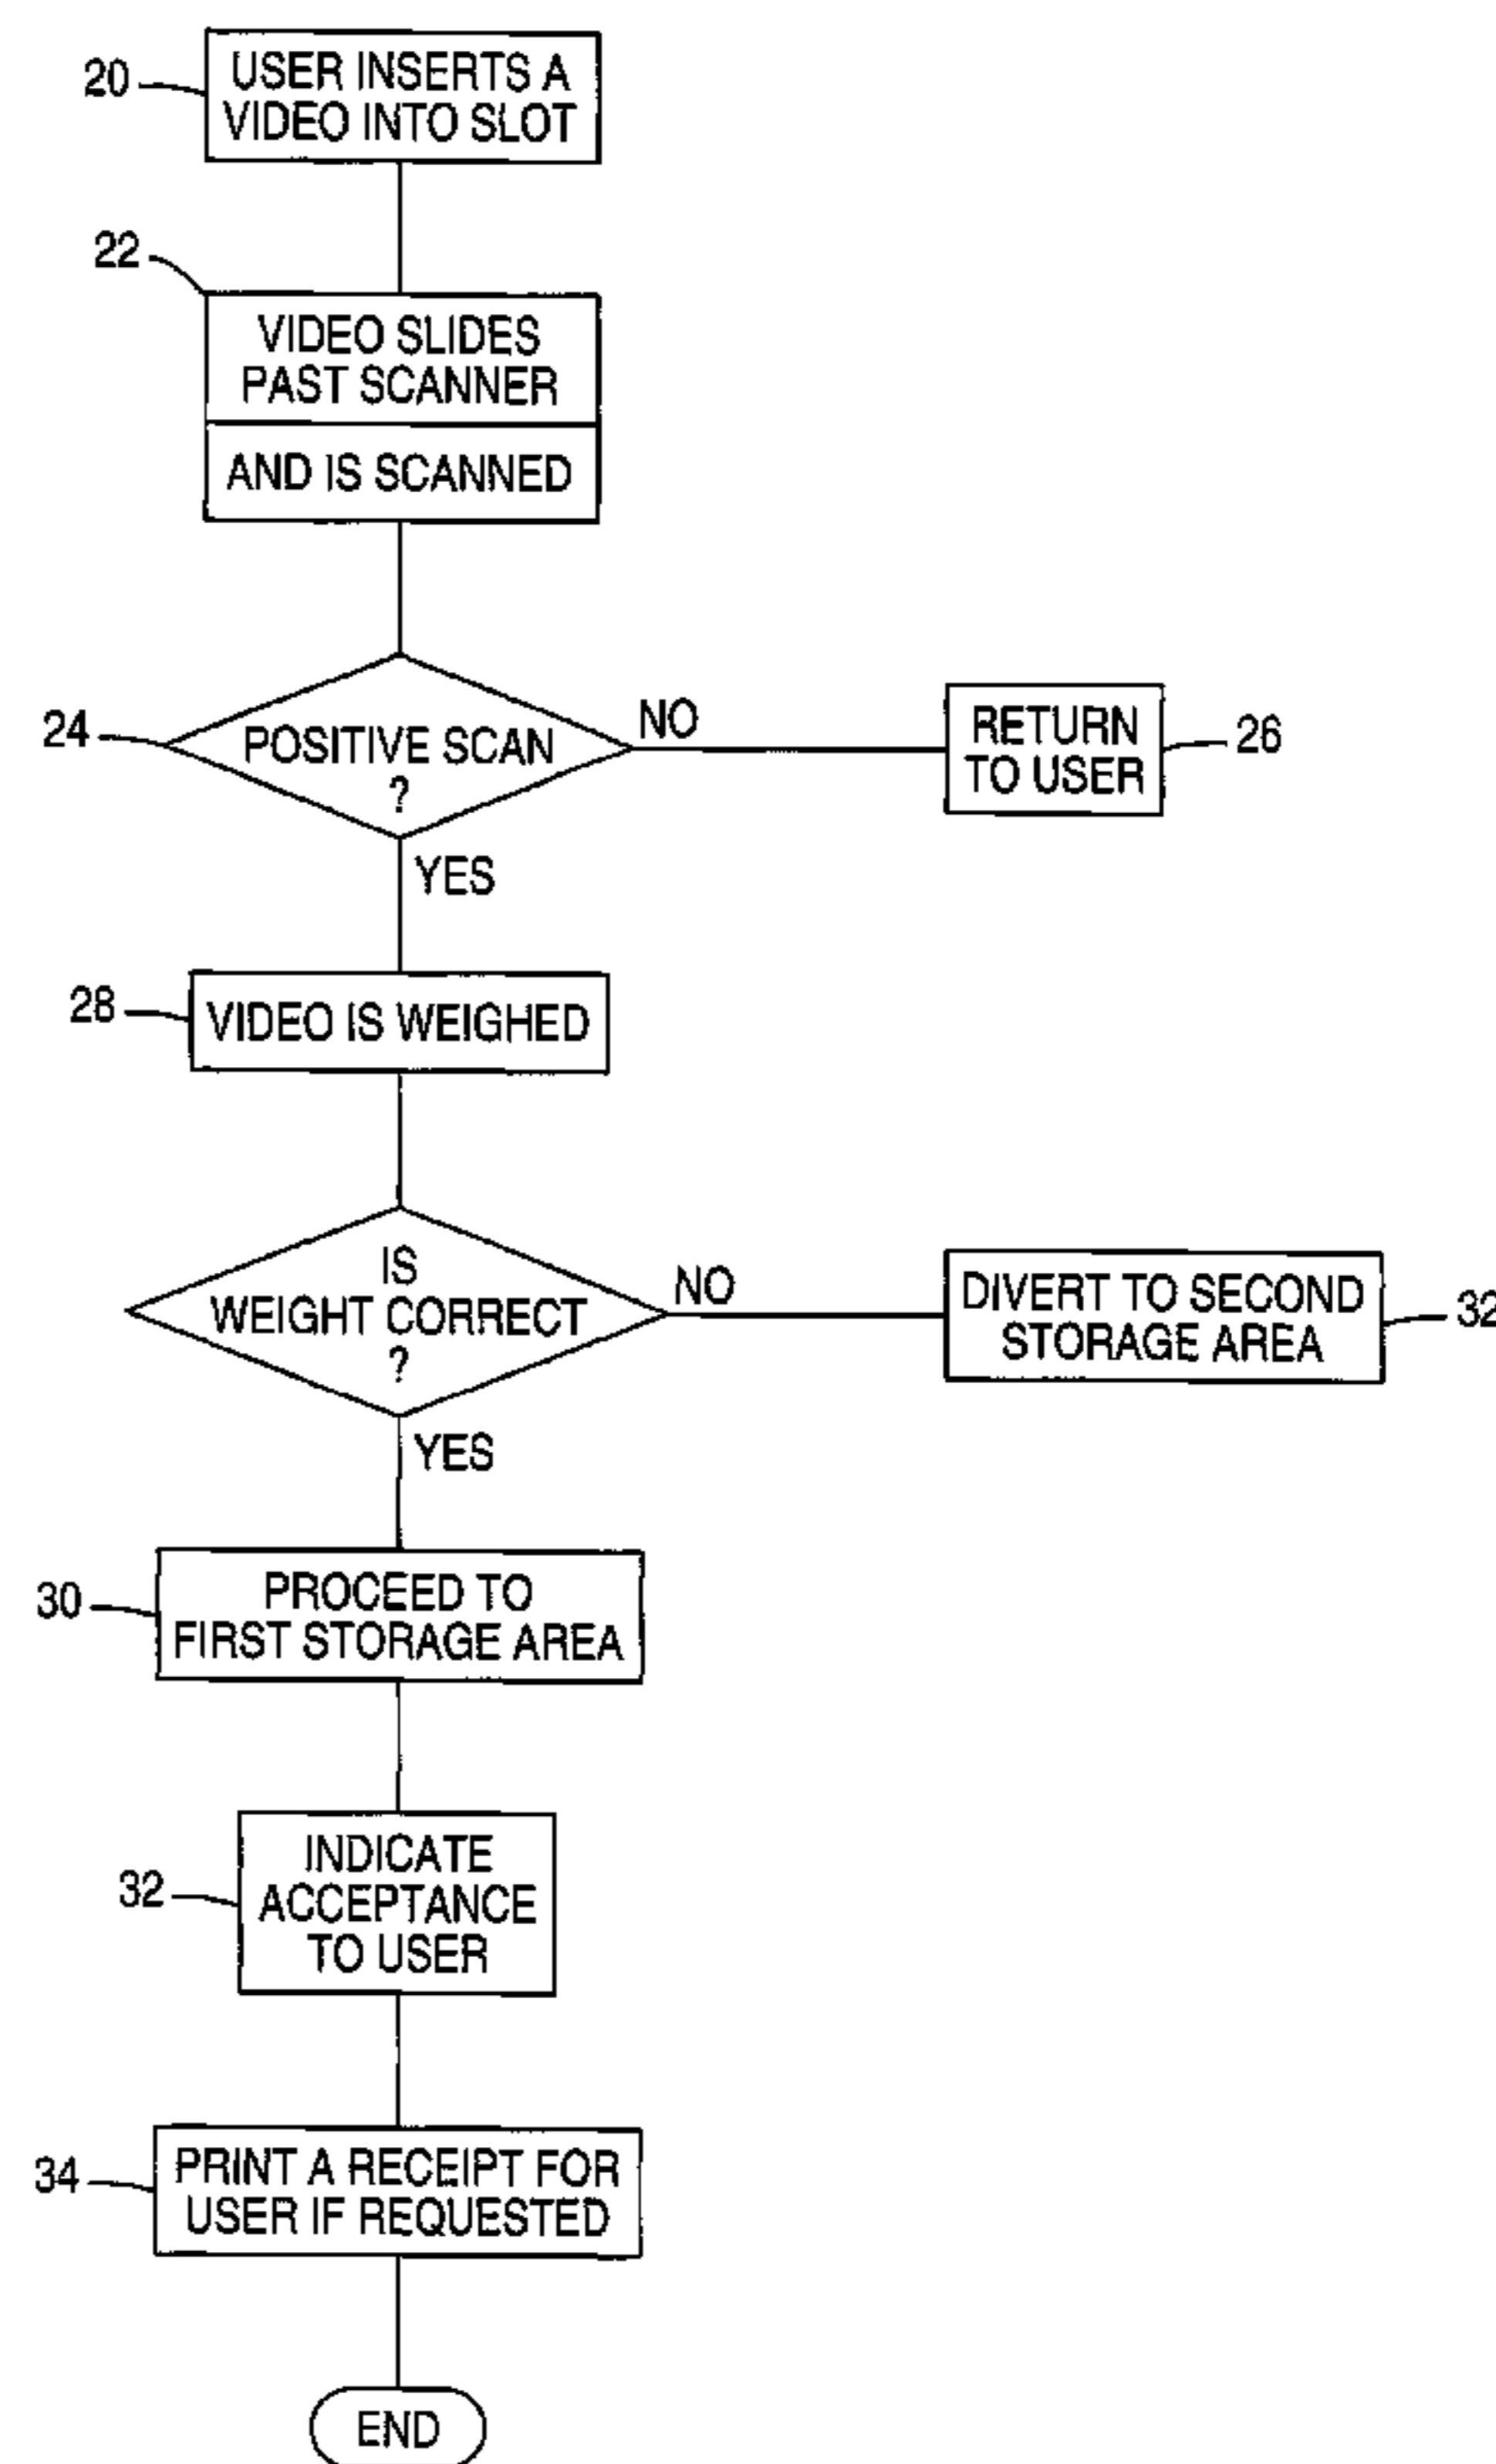 20
USER INSERTS A
VIDEO INTO SLOT
22
VIDEO SLIDES
PAST SCANNER
AND IS SCANNED
24
POSITIVE SCAN
?
NO
RETURN
TO USER
26
YES
28
VIDEO IS WEIGHED
IS
WEIGHT CORRECT
?
NO
DIVERT TO SECOND
STORAGE AREA
32
YES
30
PROCEED TO
FIRST STORAGE AREA
32
INDICATE
ACCEPTANCE
TO USER
34
PRINT A RECEIPT FOR
USER IF REQUESTED
END